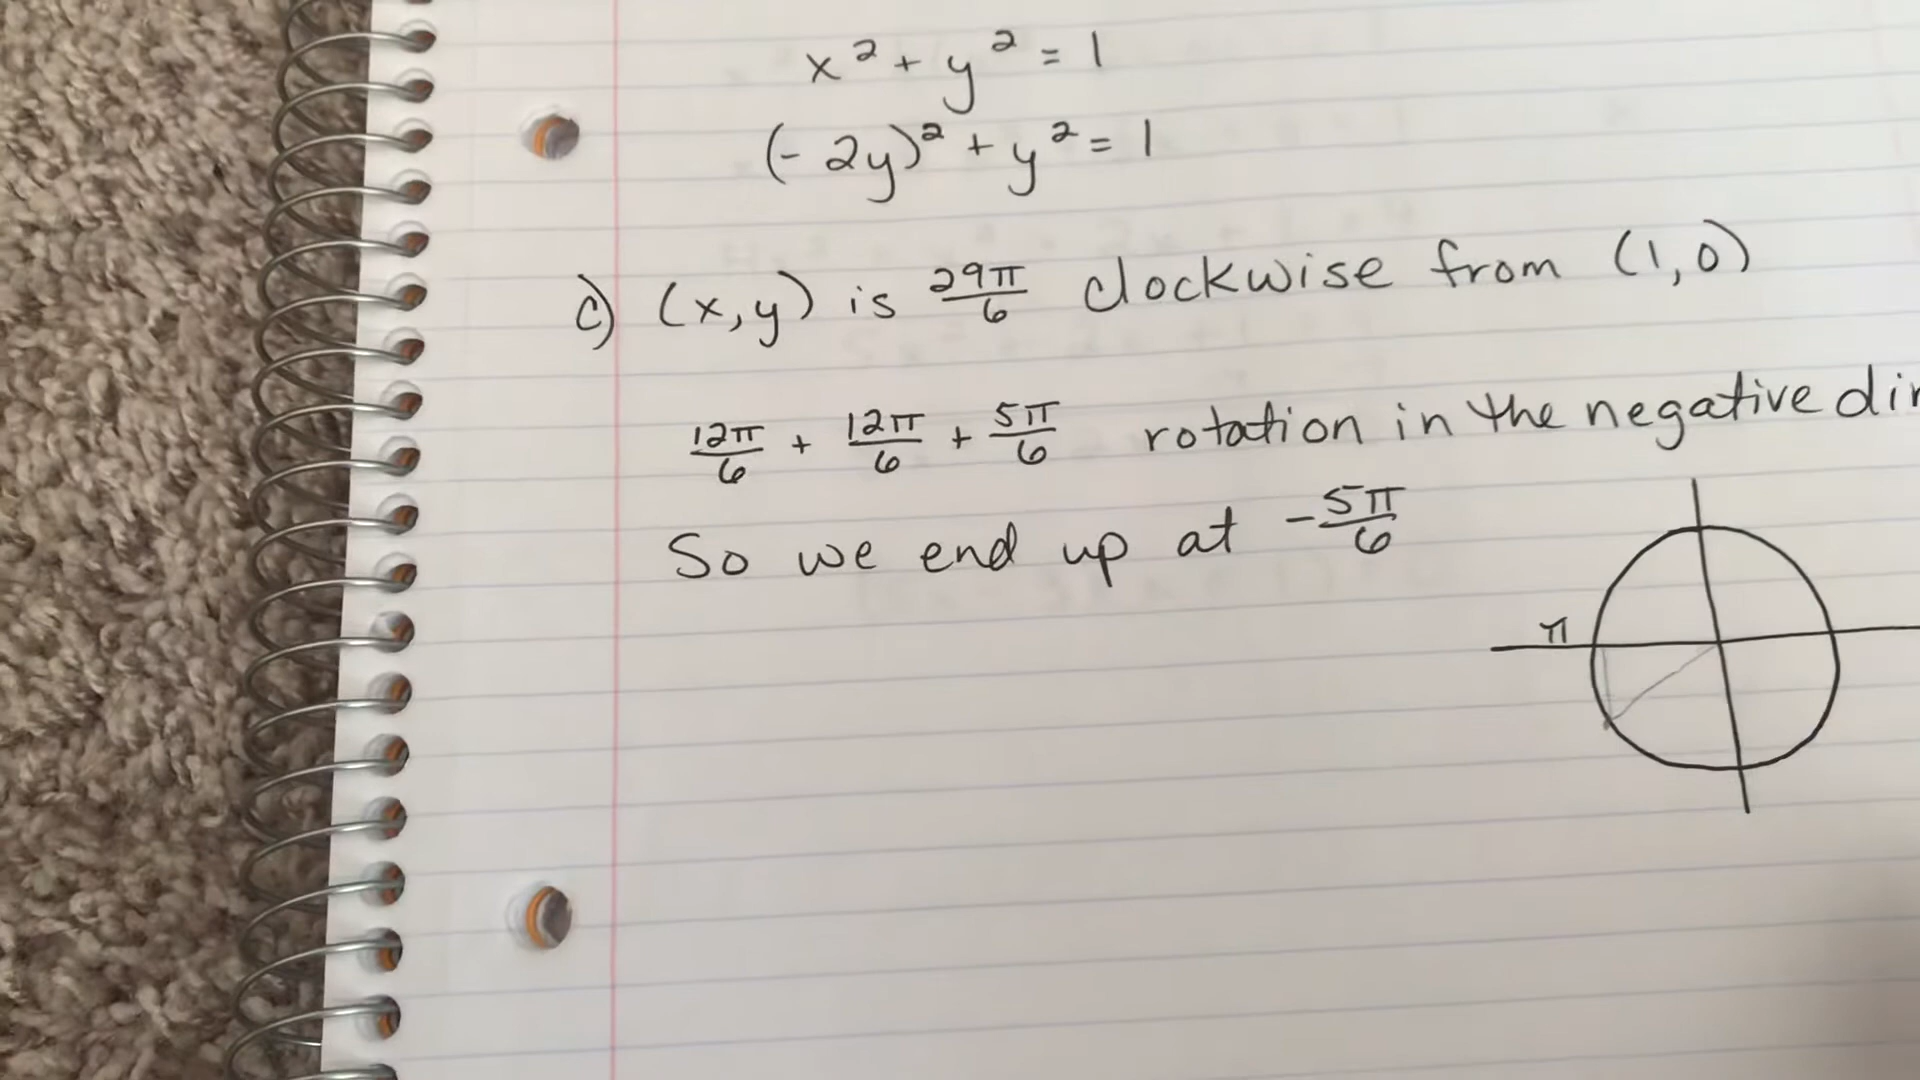 x² + y² = 1
(-2y)² + y² = 1
c) (x,y) is 29π/6 clockwise from (1,0)
12π/6 + 12π/6 + 5π/6 rotation in the negative dir
So we end up at -5π/6
π